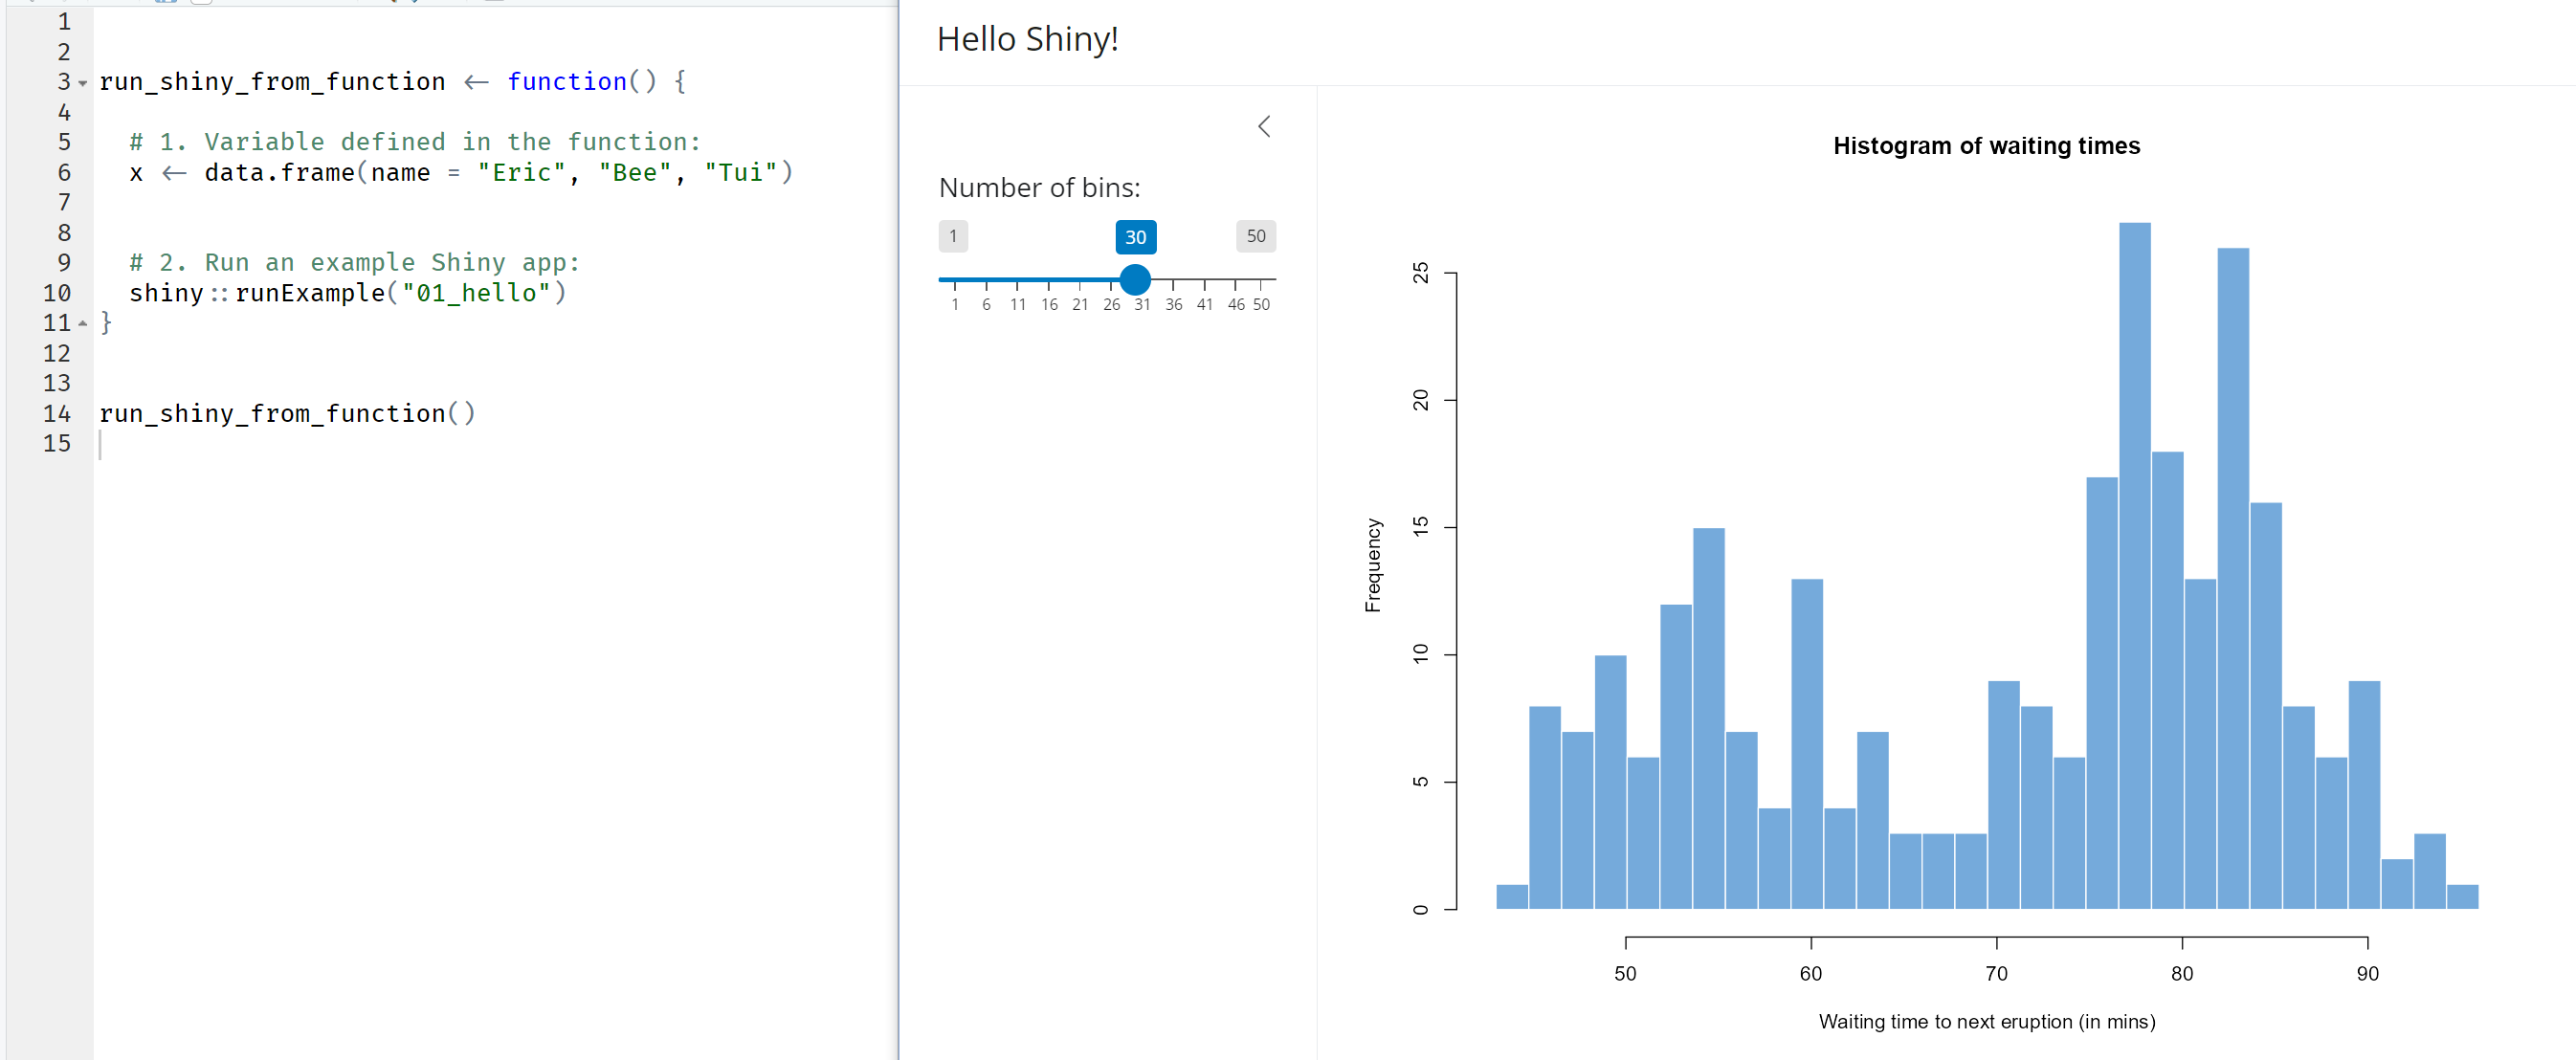 1
2
3 run_shiny_from_function ← function() {
4
5   # 1. Variable defined in the function:
6   x ← data.frame(name = "Eric", "Bee", "Tui")
7
8
9   # 2. Run an example Shiny app:
10   shiny::runExample("01_hello")
11 }
12
13
14 run_shiny_from_function()
15
Hello Shiny!
Number of bins:
1 30 50
1 6 11 16 21 26 31 36 41 46 50
Histogram of waiting times
Frequency
25
20
15
10
5
0
50 60 70 80 90
Waiting time to next eruption (in mins)